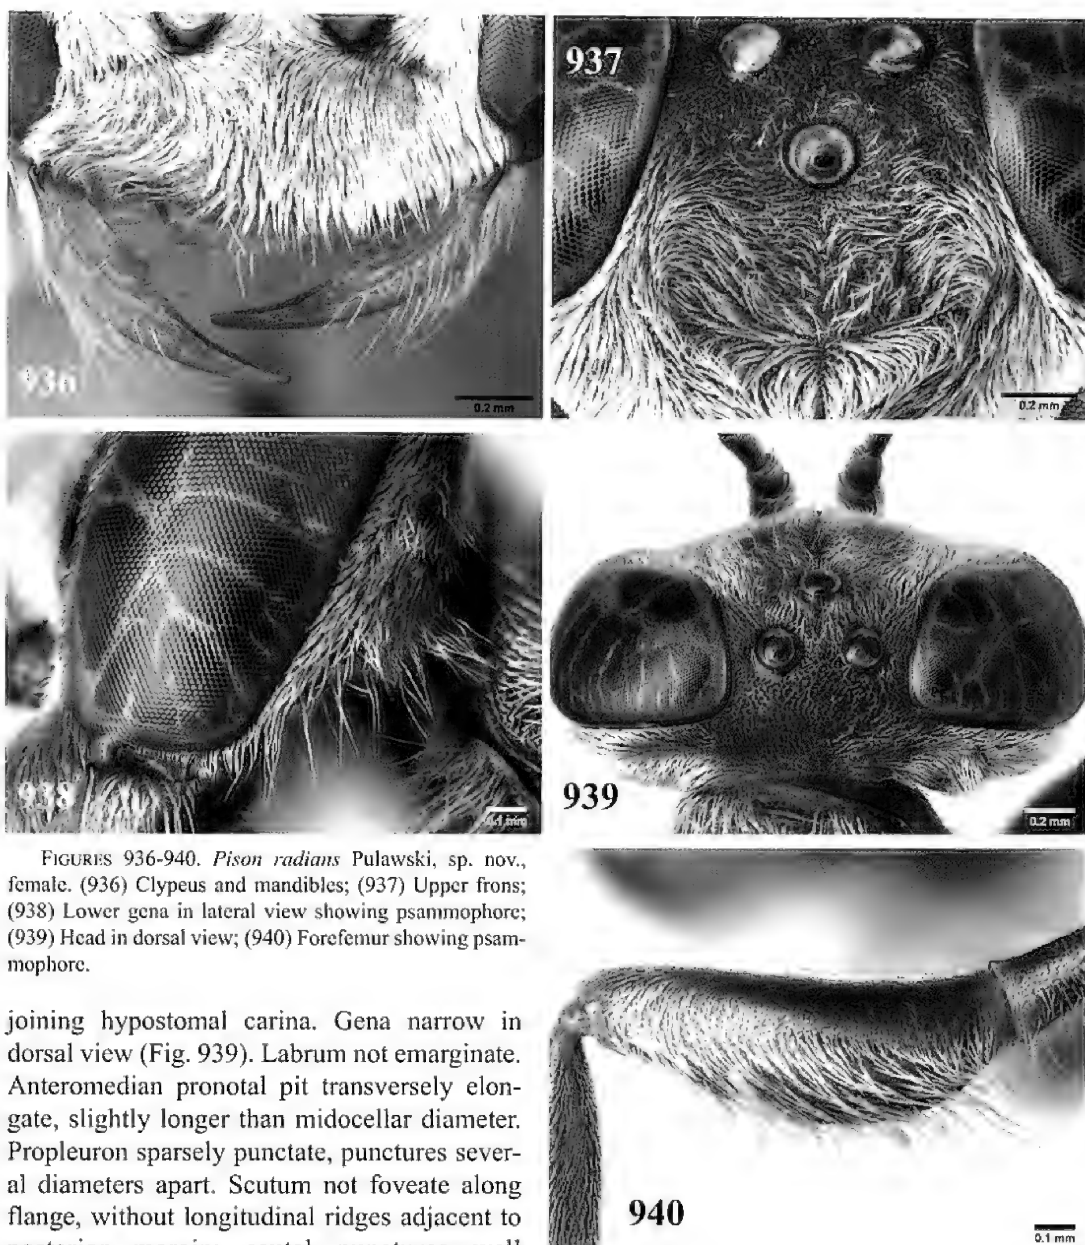 936
0.2 mm
937
0.2 mm
938
0.1 mm
939
0.2 mm
FIGURES 936-940. Pison radians Pulawski, sp. nov.,
female. (936) Clypeus and mandibles; (937) Upper frons;
(938) Lower gena in lateral view showing psammophore;
(939) Head in dorsal view; (940) Forefemur showing psam-
mophore.
940
0.1 mm
joining hypostomal carina. Gena narrow in
dorsal view (Fig. 939). Labrum not emarginate.
Anteromedian pronotal pit transversely elon-
gate, slightly longer than midocellar diameter.
Propleuron sparsely punctate, punctures sever-
al diameters apart. Scutum not foveate along
flange, without longitudinal ridges adjacent to